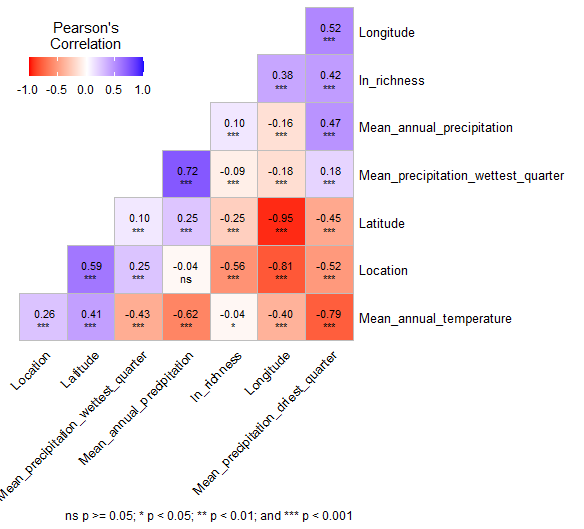 Pearson's
Correlation
-1.0 -0.5 0.0 0.5 1.0
0.52
***
Longitude
0.38 0.42
*** ***
ln_richness
0.10 -0.16 0.47
*** *** ***
Mean_annual_precipitation
0.72 -0.09 -0.18 0.18
*** *** *** ***
Mean_precipitation_wettest_quarter
0.10 0.25 -0.25 -0.95 -0.45
*** *** *** *** ***
Latitude
0.59 0.25 -0.04 -0.56 -0.81 -0.52
*** *** ns *** *** ***
Location
0.26 0.41 -0.43 -0.62 -0.04 -0.40 -0.79
*** *** *** *** * *** ***
Mean_annual_temperature
Location
Latitude
Mean_precipitation_wettest_quarter
Mean_annual_precipitation
ln_richness
Longitude
Mean_precipitation_driest_quarter
ns p >= 0.05; * p < 0.05; ** p < 0.01; and *** p < 0.001